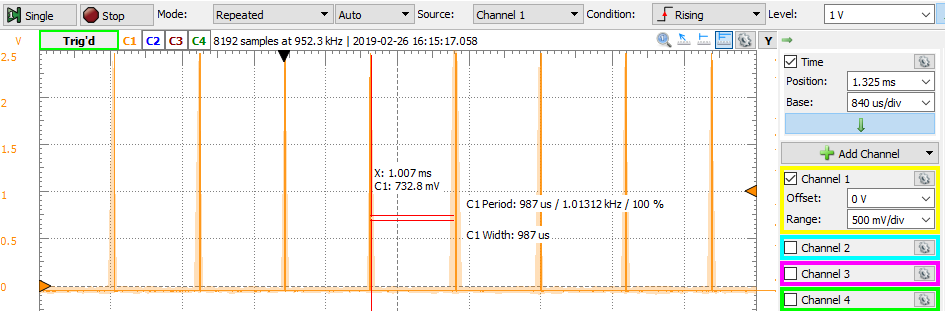 Single Stop Mode: Repeated Auto Source: Channel 1 Condition: Rising Level: 1 V
V Trig'd C1 C2 C3 C4 8192 samples at 952.3 kHz | 2019-02-26 16:15:17.058 Y
2.5
2
1.5
1
0.5
0
X: 1.007 ms
C1: 732.8 mV
C1 Period: 987 us / 1.01312 kHz / 100 %
C1 Width: 987 us
Time
Position: 1.325 ms
Base: 840 us/div
Add Channel
Channel 1
Offset: 0 V
Range: 500 mV/div
Channel 2
Channel 3
Channel 4